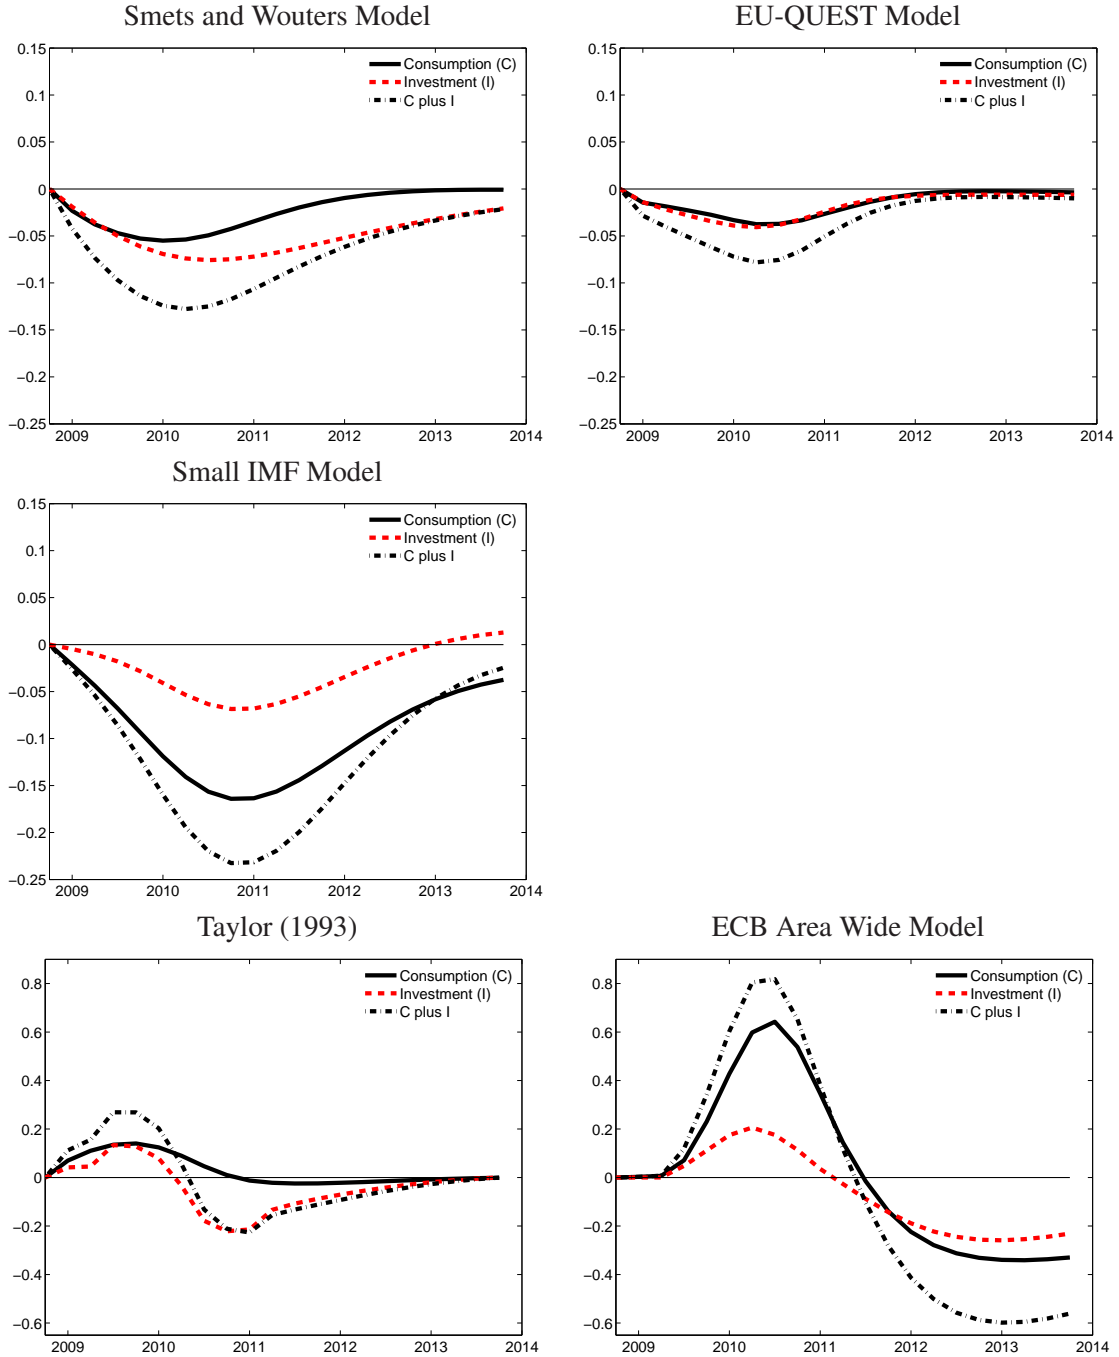 Smets and Wouters Model
0.15
0.1
0.05
0
−0.05
−0.1
−0.15
−0.2
−0.25
2009 2010 2011 2012 2013 2014
Consumption (C)
Investment (I)
C plus I
EU-QUEST Model
0.15
0.1
0.05
0
−0.05
−0.1
−0.15
−0.2
−0.25
2009 2010 2011 2012 2013 2014
Consumption (C)
Investment (I)
C plus I
Small IMF Model
0.15
0.1
0.05
0
−0.05
−0.1
−0.15
−0.2
−0.25
2009 2010 2011 2012 2013 2014
Consumption (C)
Investment (I)
C plus I
Taylor (1993)
0.8
0.6
0.4
0.2
0
−0.2
−0.4
−0.6
2009 2010 2011 2012 2013 2014
Consumption (C)
Investment (I)
C plus I
ECB Area Wide Model
0.8
0.6
0.4
0.2
0
−0.2
−0.4
−0.6
2009 2010 2011 2012 2013 2014
Consumption (C)
Investment (I)
C plus I